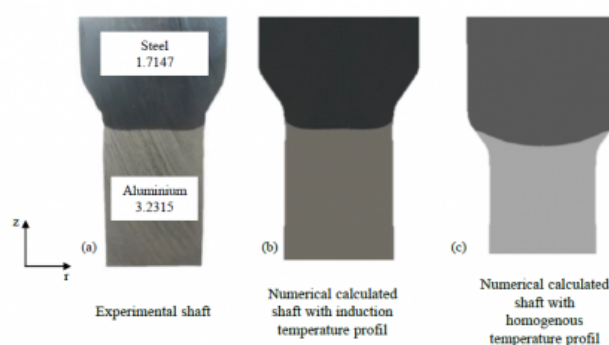 Steel
1.7147
Aluminium
3.2315
z
r
(a)
(b)
(c)
Experimental shaft
Numerical calculated
shaft with induction
temperature profil
Numerical calculated
shaft with
homogenous
temperature profil